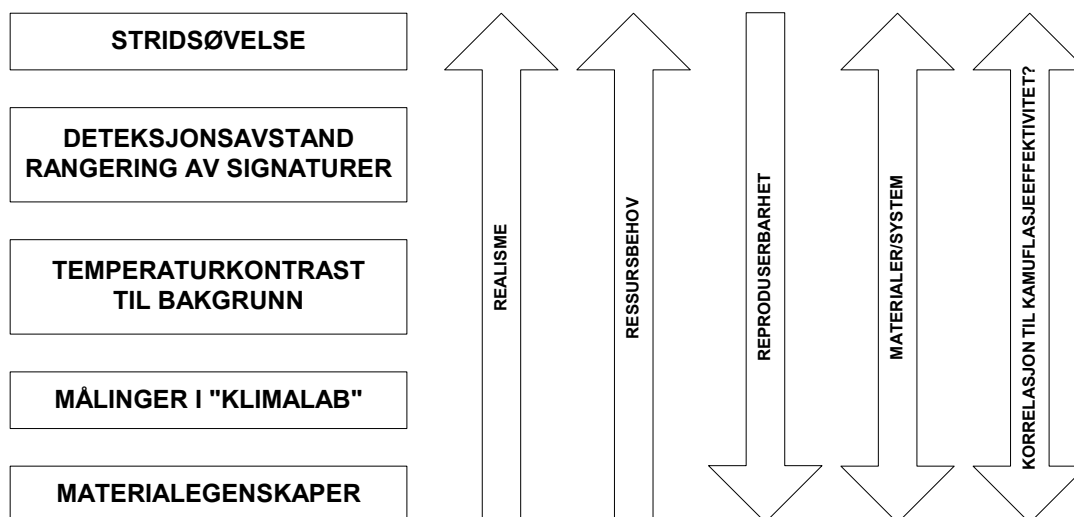 STRIDSØVELSE
DETEKSJONSAVSTAND
RANGERING AV SIGNATURER
TEMPERATURKONTRAST
TIL BAKGRUNN
MÅLINGER I "KLIMALAB"
MATERIALEGENSKAPER
REALISME
RESSURSBEHOV
REPRODUSERBARHET
MATERIALER/SYSTEM
KORRELASJON TIL KAMUFLASJEEFFEKTIVITET?